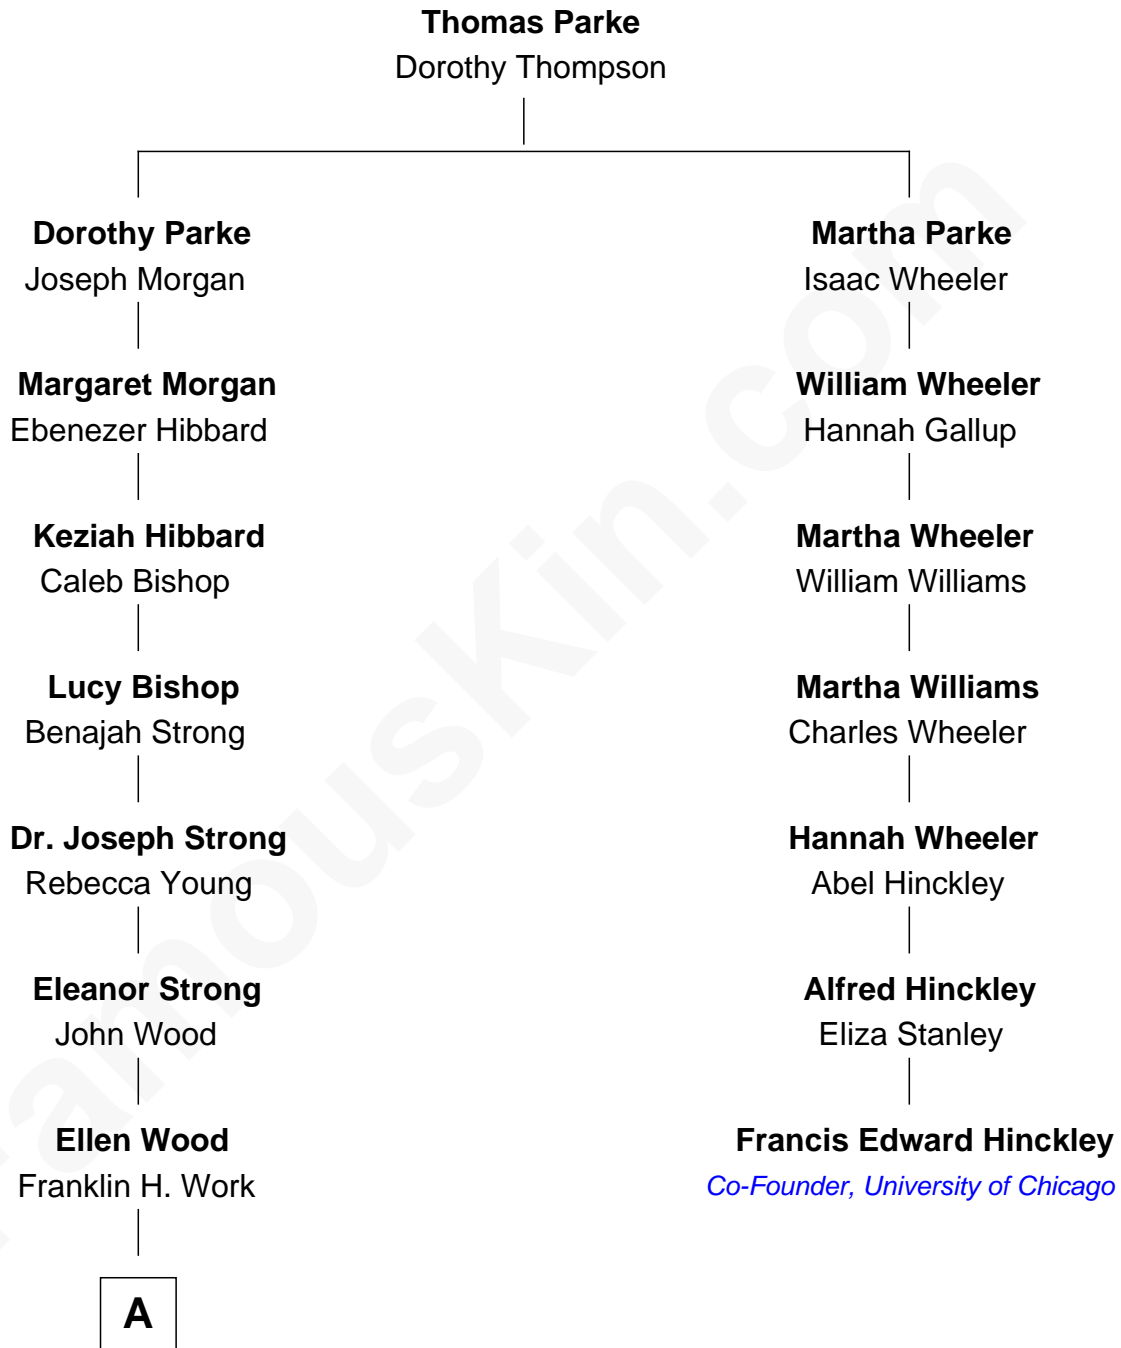 Thomas Parke
Dorothy Thompson
Dorothy Parke
Joseph Morgan
Martha Parke
Isaac Wheeler
Margaret Morgan
Ebenezer Hibbard
William Wheeler
Hannah Gallup
Keziah Hibbard
Caleb Bishop
Martha Wheeler
William Williams
Lucy Bishop
Benajah Strong
Martha Williams
Charles Wheeler
Dr. Joseph Strong
Rebecca Young
Hannah Wheeler
Abel Hinckley
Eleanor Strong
John Wood
Alfred Hinckley
Eliza Stanley
Ellen Wood
Franklin H. Work
Francis Edward Hinckley
Co-Founder, University of Chicago
A
FamousKin.com